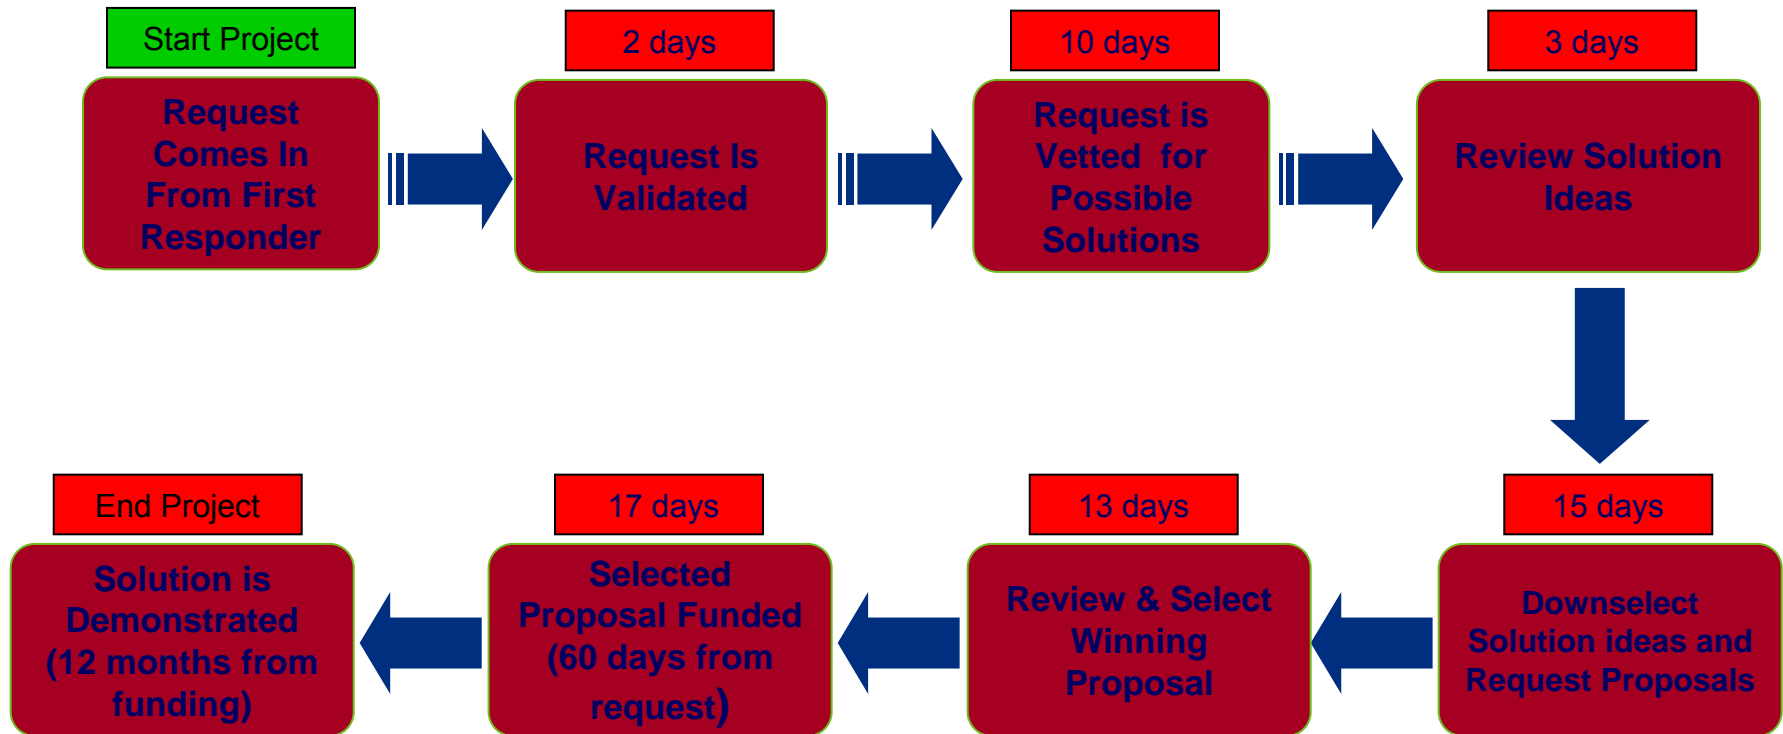 Start Project
Request
Comes In
From First
Responder
2 days
Request Is
Validated
10 days
Request is
Vetted for
Possible
Solutions
3 days
Review Solution
Ideas
15 days
Downselect
Solution ideas and
Request Proposals
13 days
Review & Select
Winning
Proposal
17 days
Selected
Proposal Funded
(60 days from
request)
End Project
Solution is
Demonstrated
(12 months from
funding)